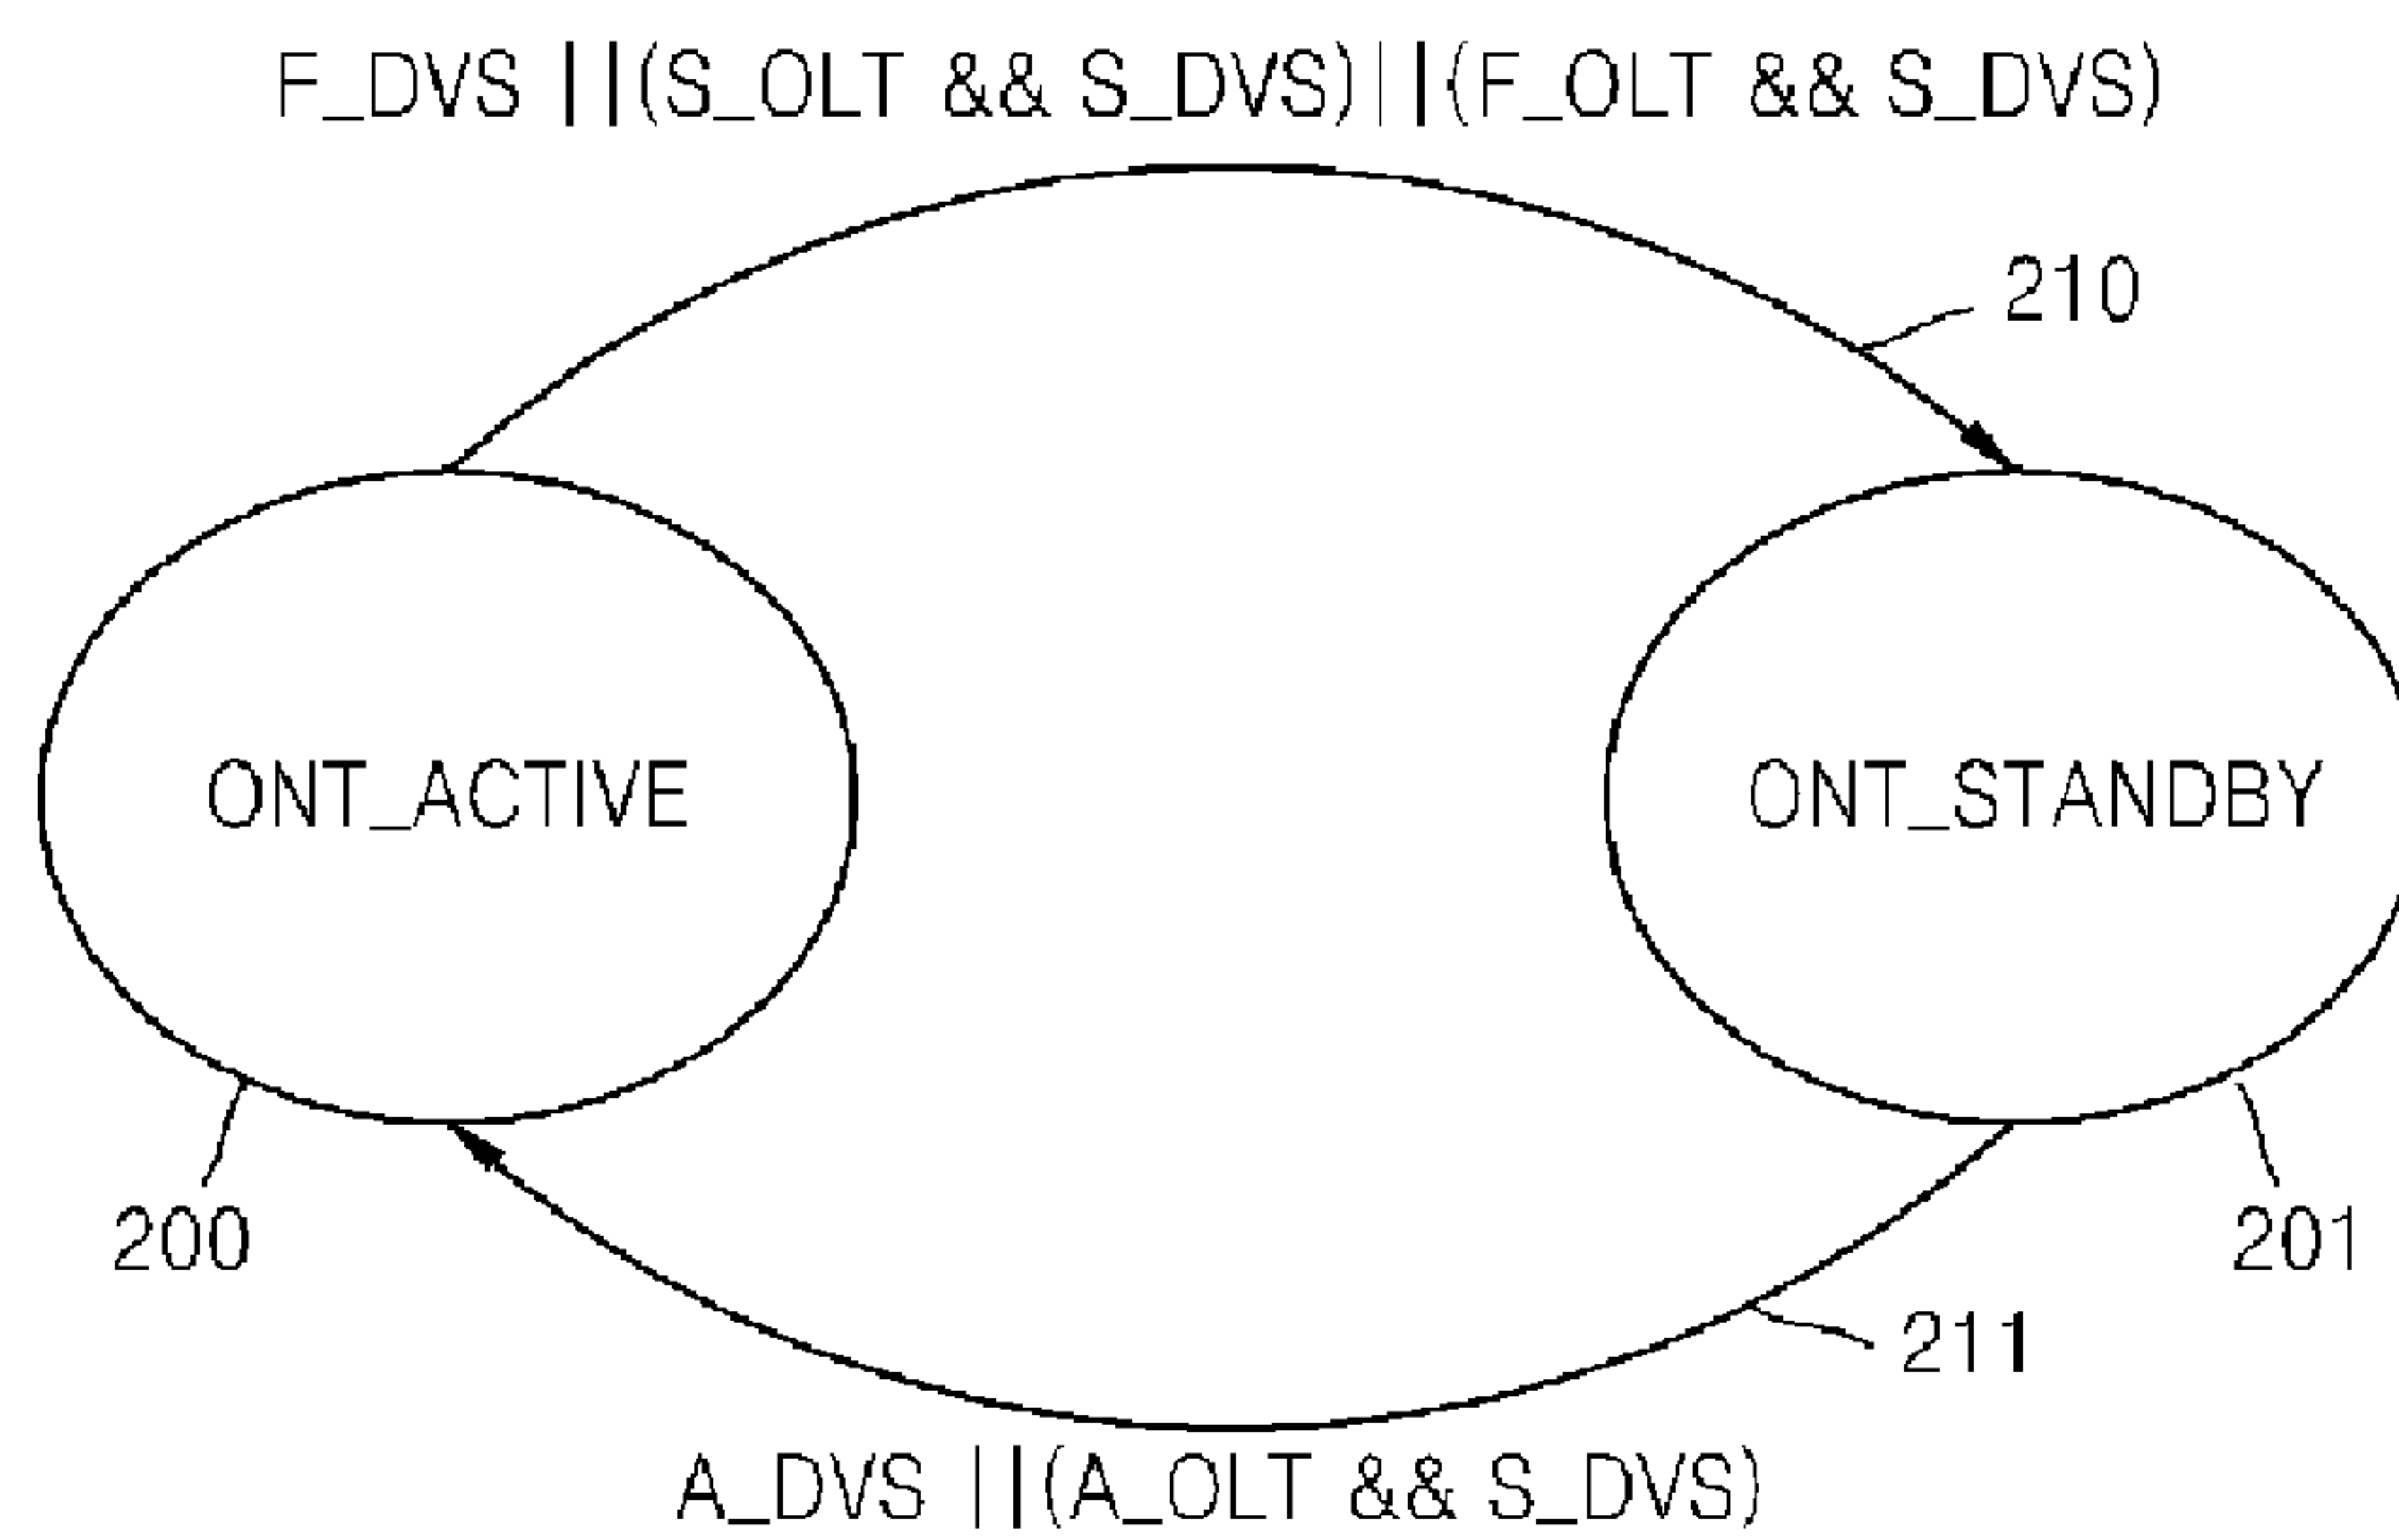 F_DVS ||(S_OLT && S_DVS)||(F_OLT && S_DVS)
210
ONT_ACTIVE
ONT_STANDBY
200
201
211
A_DVS ||(A_OLT && S_DVS)